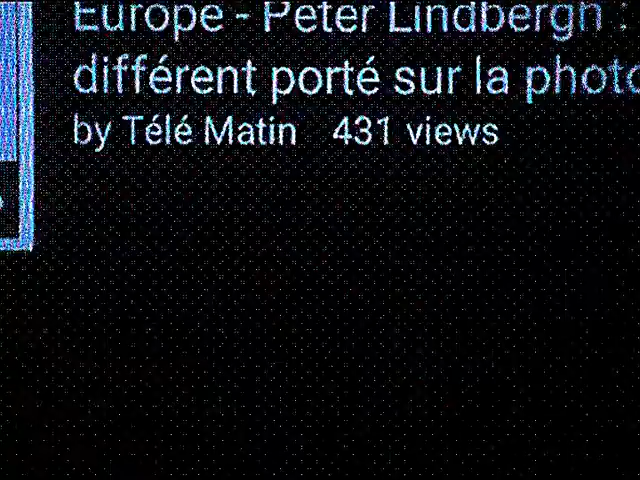 Europe - Peter Lindbergh :
différent porté sur la photo
by Télé Matin 431 views